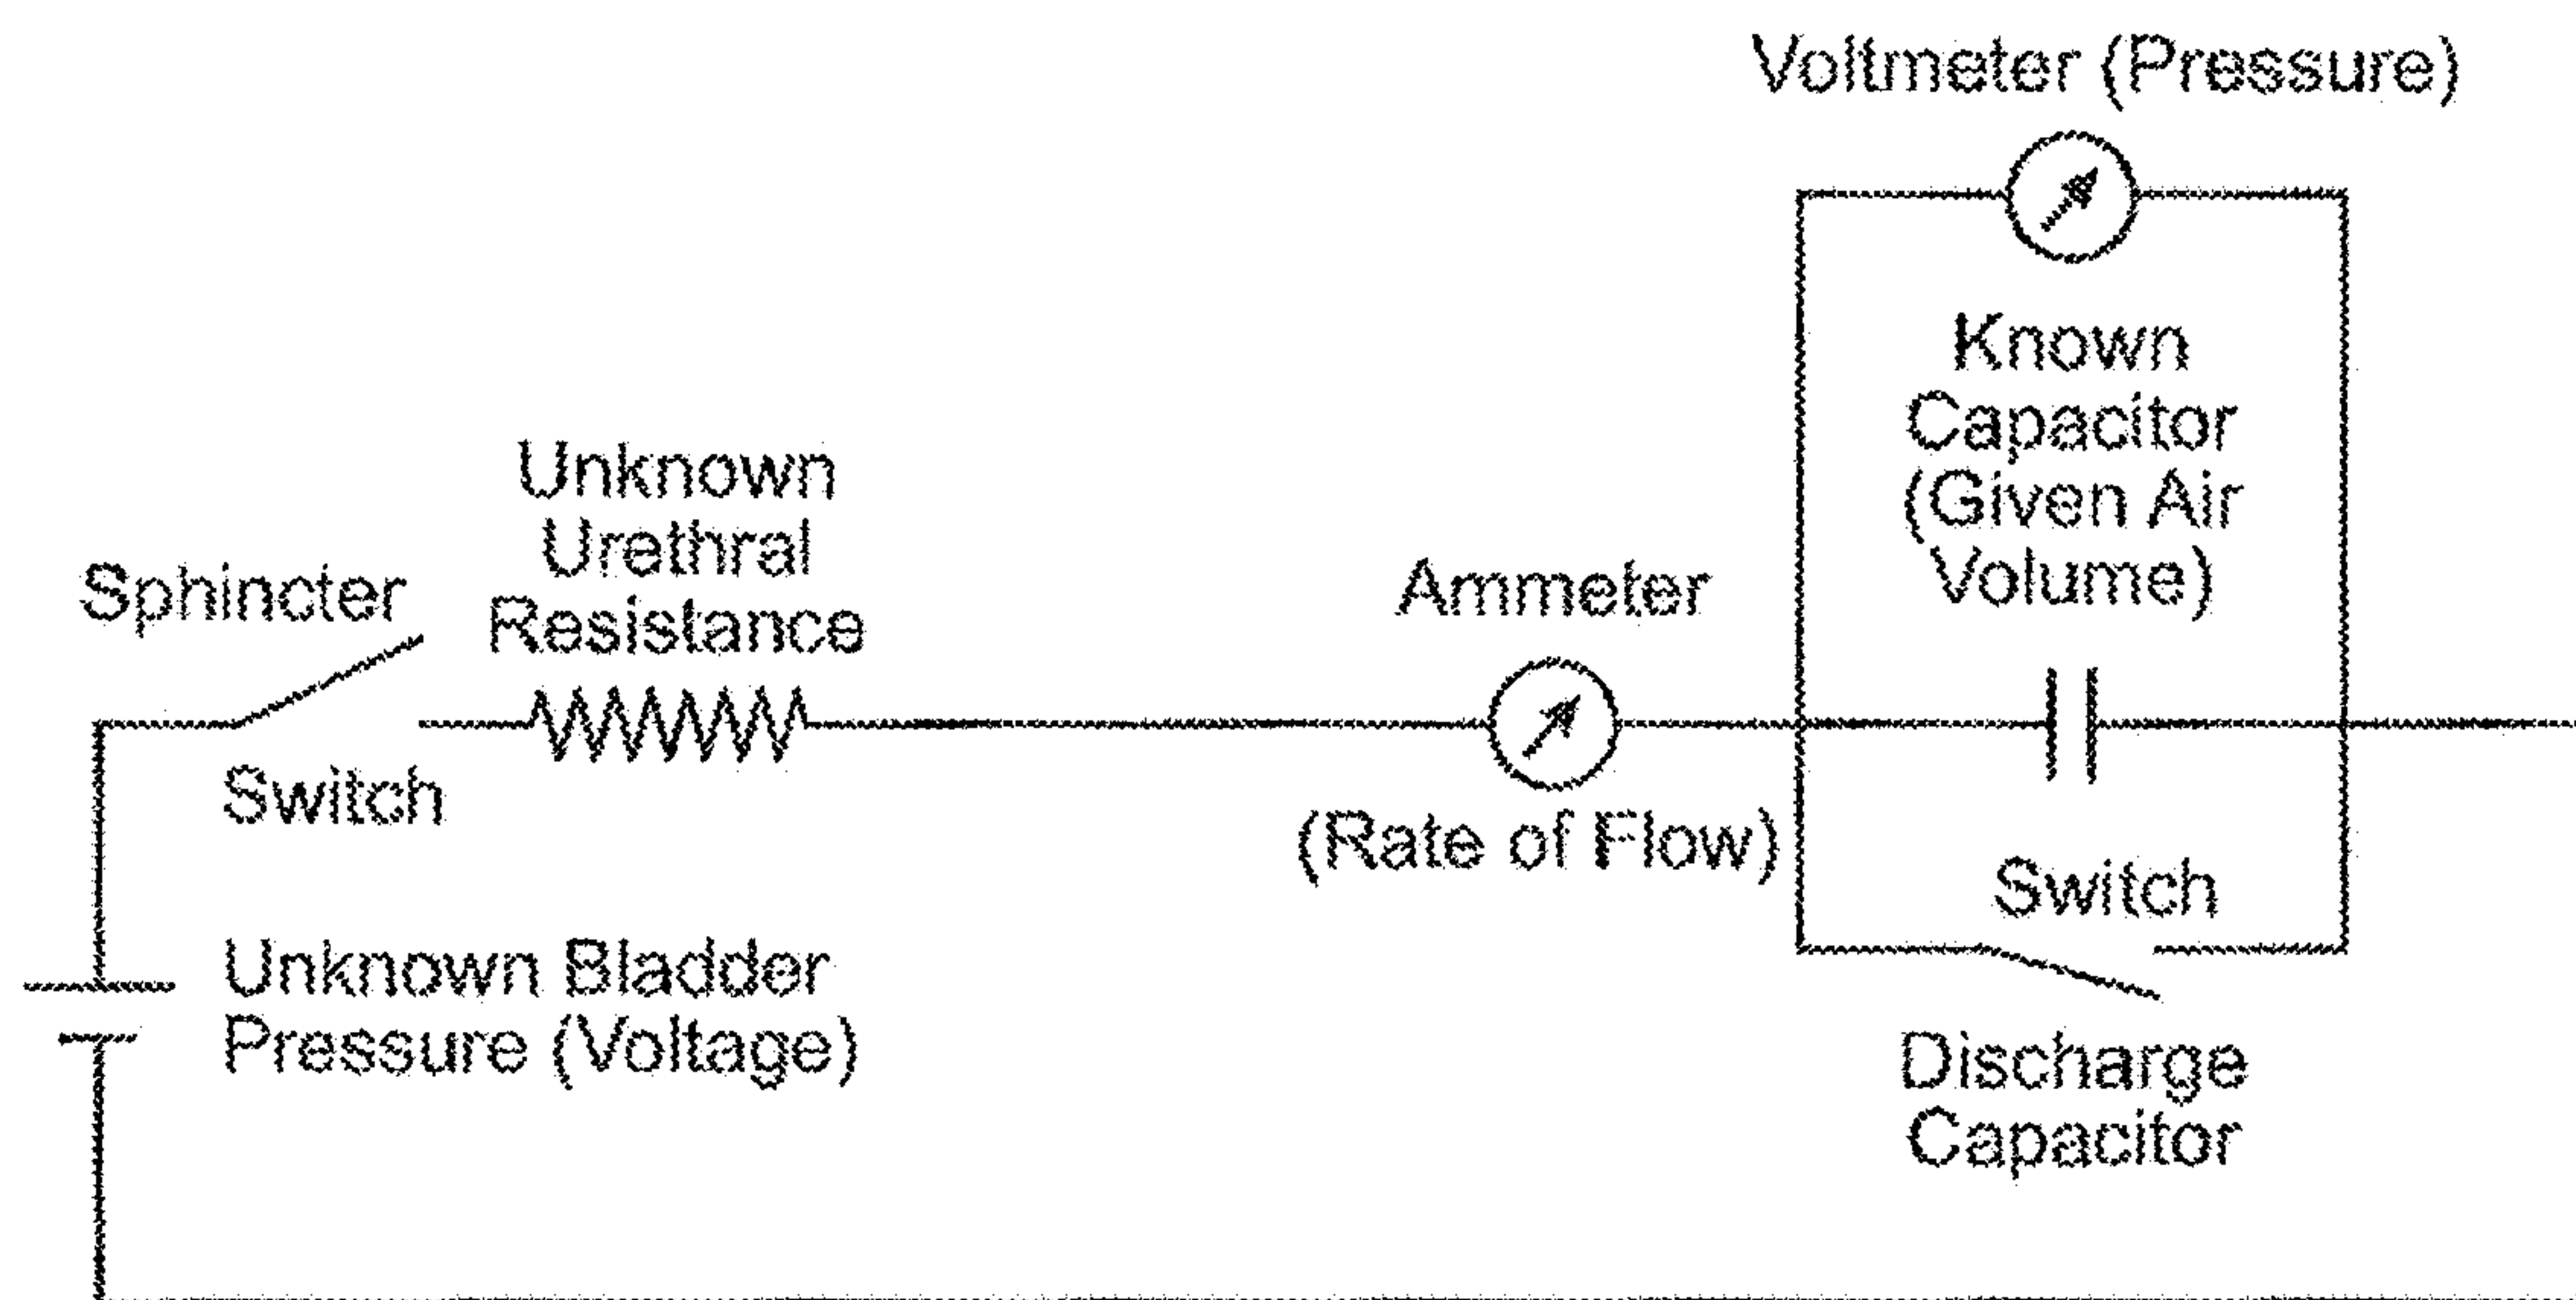 Voltmeter (Pressure)
Known
Capacitor
(Given Air
Volume)
Unknown
Urethral
Resistance
Sphincter
Ammeter
Switch
(Rate of Flow)
Switch
Unknown Bladder
Pressure (Voltage)
Discharge
Capacitor